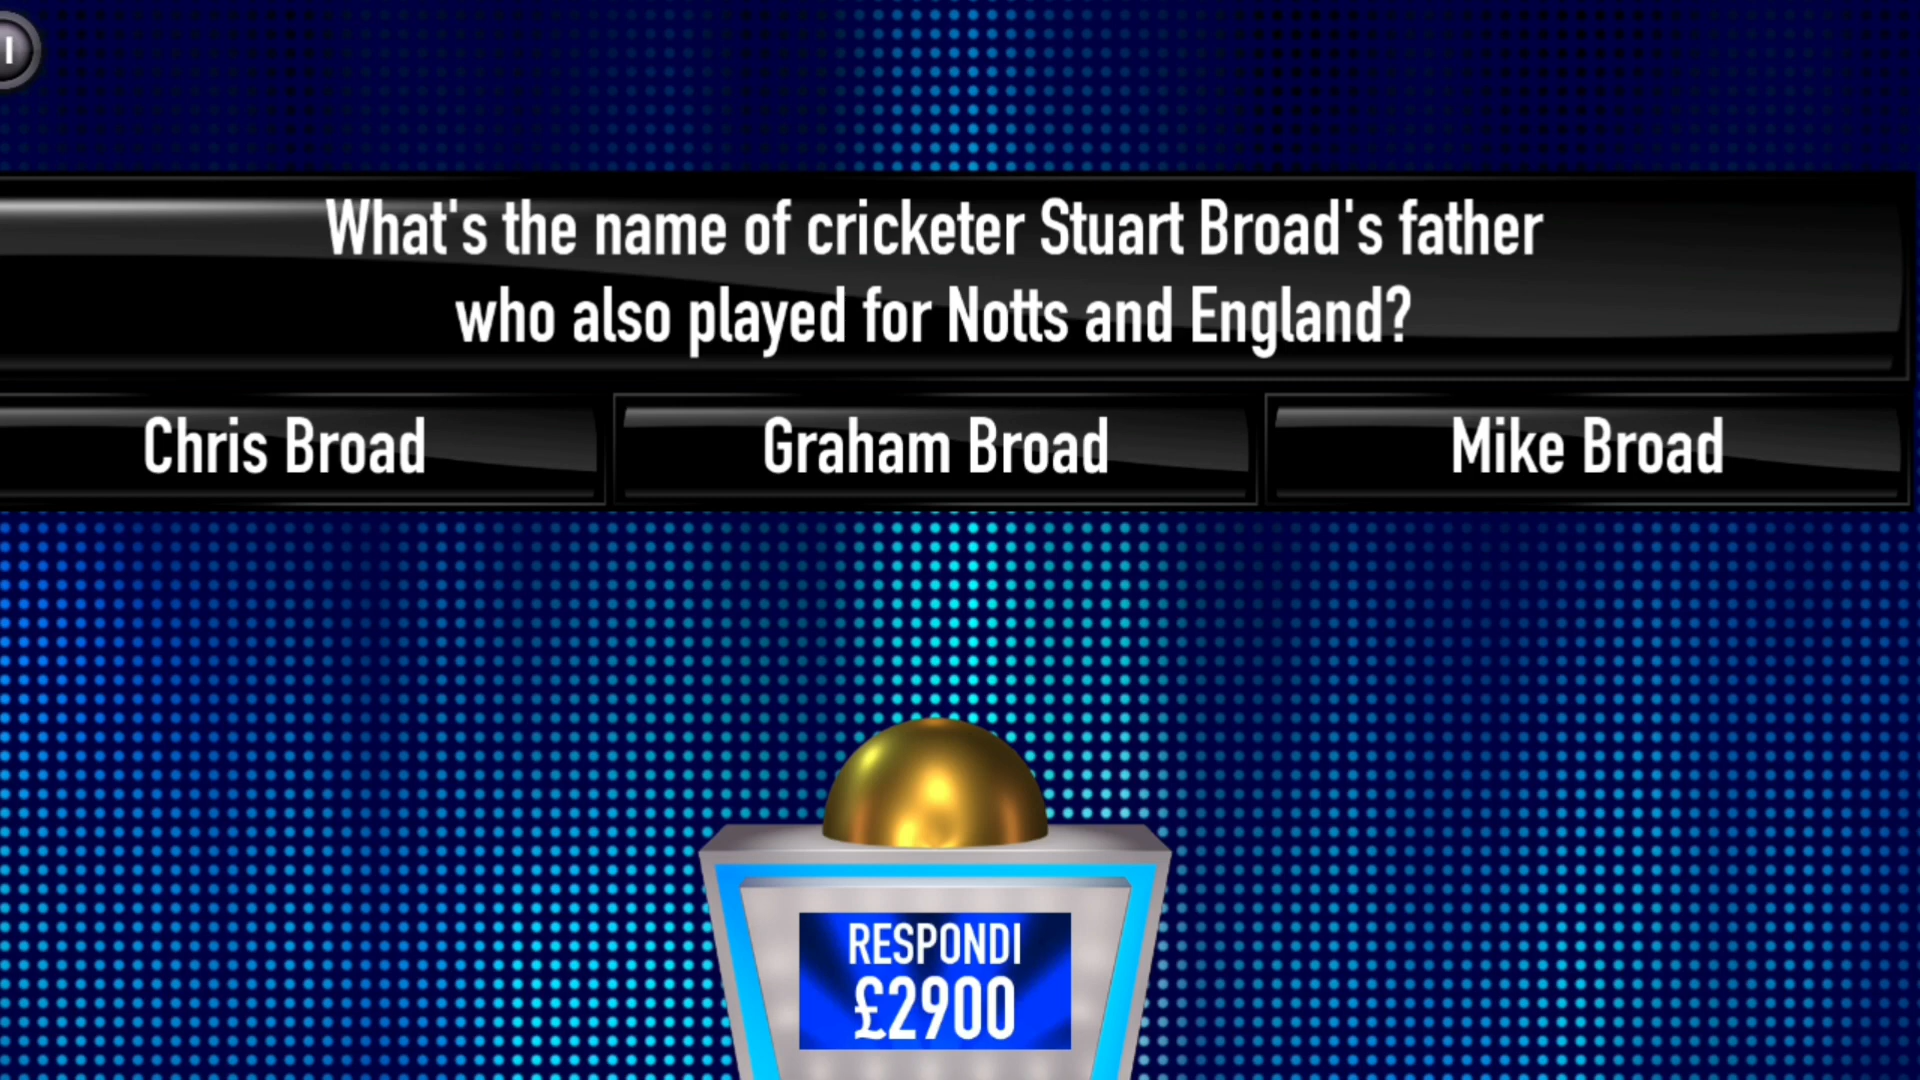 What's the name of cricketer Stuart Broad's father
who also played for Notts and England?
Chris Broad
Graham Broad
Mike Broad
RESPONDI
£2900